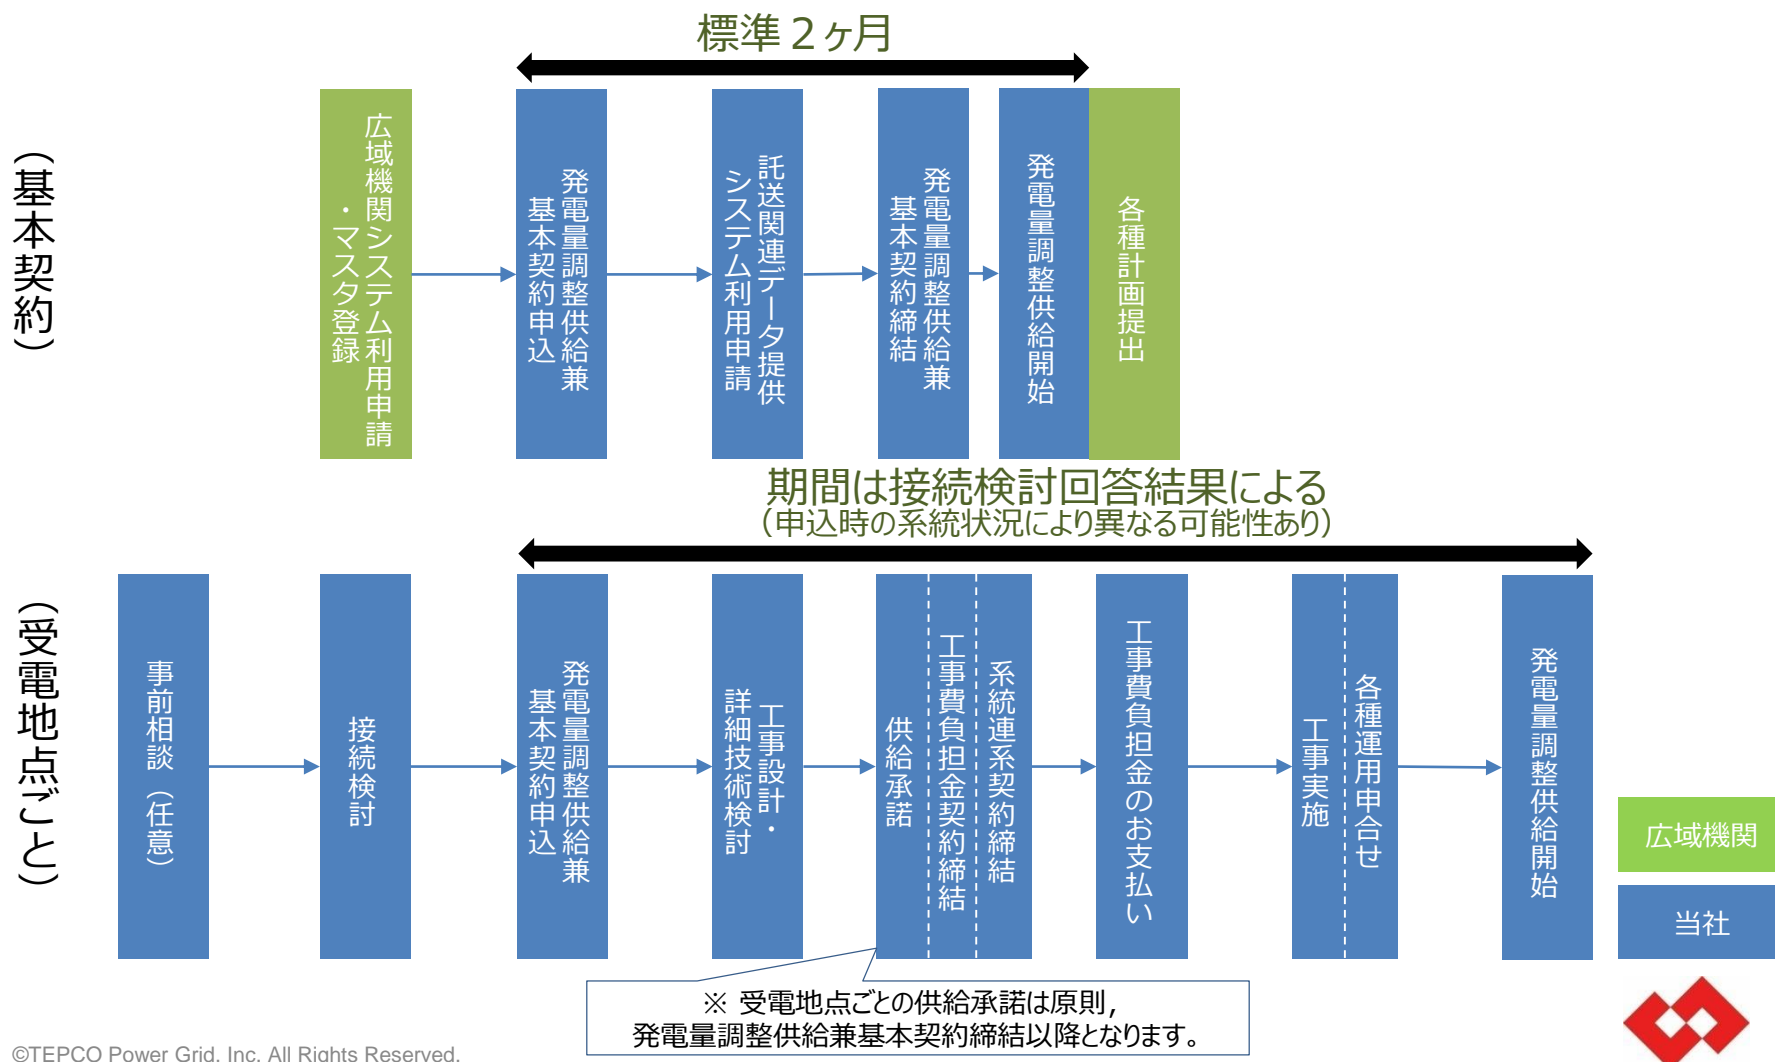 標準２ヶ月
（基本契約）
広域機関システム利用申請
・マスタ登録
発電量調整供給兼
基本契約申込
託送関連データ提供
システム利用申請
発電量調整供給兼
基本契約締結
発電量調整供給開始
各種計画提出
期間は接続検討回答結果による
（申込時の系統状況により異なる可能性あり）
（受電地点ごと）
事前相談（任意）
接続検討
発電量調整供給兼
基本契約申込
工事設計・
詳細技術検討
供給承諾
工事費負担金契約締結
系統連系契約締結
工事費負担金のお支払い
工事実施
各種運用申合せ
発電量調整供給開始
広域機関
当社
※ 受電地点ごとの供給承諾は原則，
発電量調整供給兼基本契約締結以降となります。
©TEPCO Power Grid, Inc. All Rights Reserved.